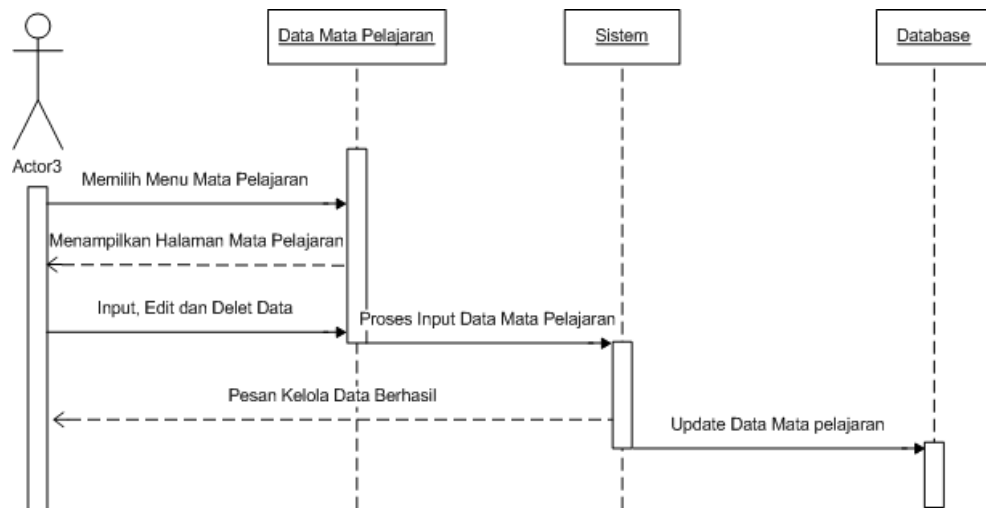 Data Mata Pelajaran
Sistem
Database
Actor3
Memilih Menu Mata Pelajaran
Menampilkan Halaman Mata Pelajaran
Input, Edit dan Delet Data
Proses Input Data Mata Pelajaran
Pesan Kelola Data Berhasil
Update Data Mata pelajaran